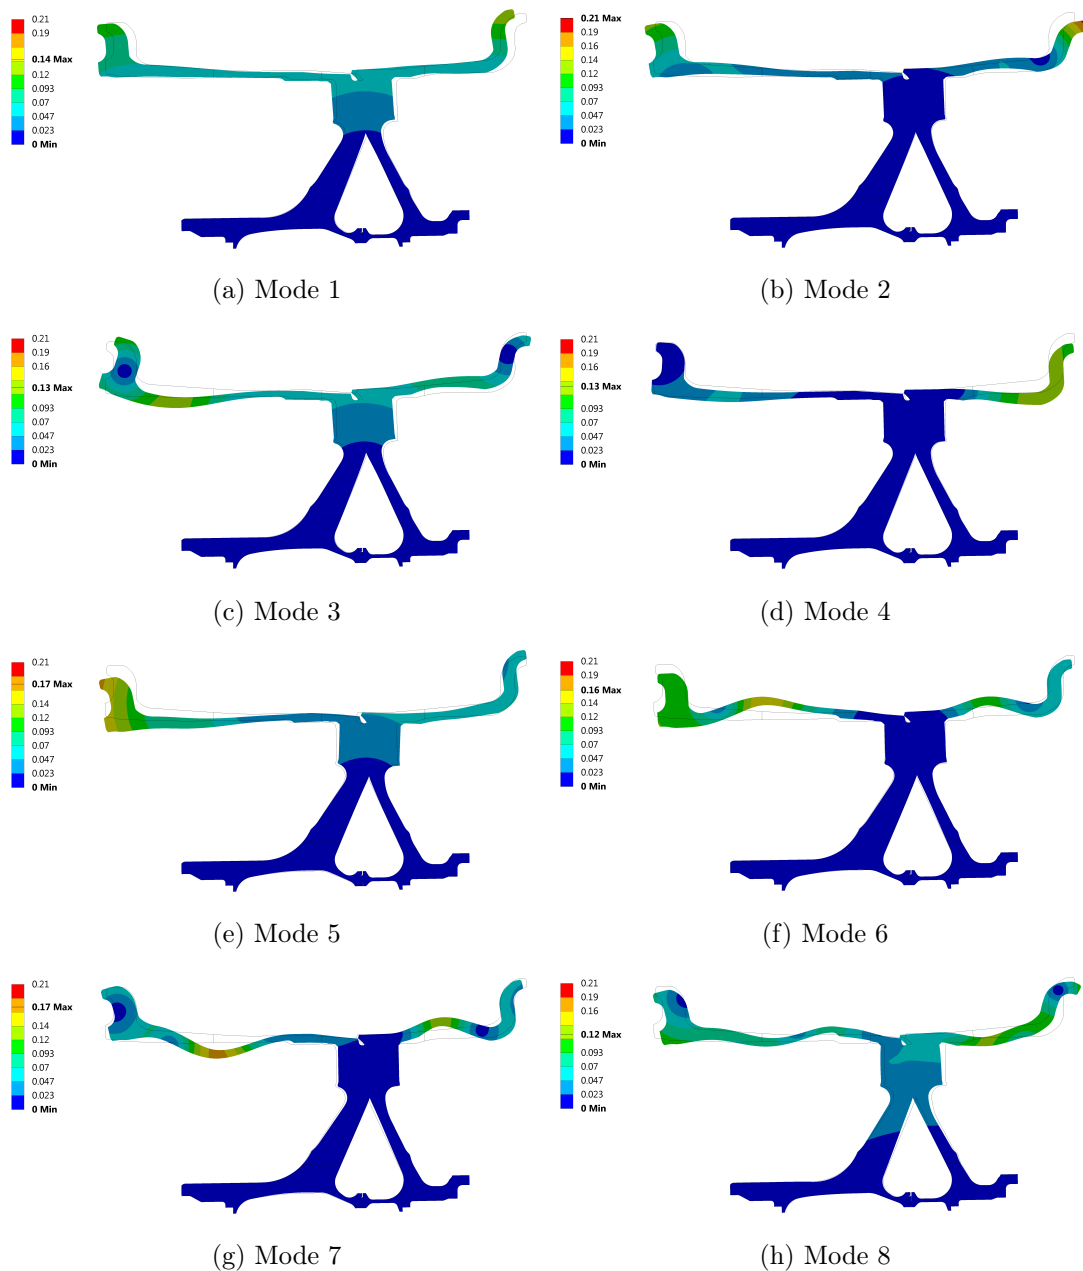 0.21
0.19
0.14 Max
0.12
0.093
0.07
0.047
0.023
0 Min
(a) Mode 1
0.21 Max
0.19
0.16
0.14
0.12
0.093
0.07
0.047
0.023
0 Min
(b) Mode 2
0.21
0.19
0.16
0.13 Max
0.093
0.07
0.047
0.023
0 Min
(c) Mode 3
0.21
0.19
0.16
0.13 Max
0.093
0.07
0.047
0.023
0 Min
(d) Mode 4
0.21
0.17 Max
0.14
0.12
0.093
0.07
0.047
0.023
0 Min
(e) Mode 5
0.21
0.19
0.16 Max
0.14
0.12
0.093
0.07
0.047
0.023
0 Min
(f) Mode 6
0.21
0.17 Max
0.14
0.12
0.093
0.07
0.047
0.023
0 Min
(g) Mode 7
0.21
0.19
0.16
0.12 Max
0.093
0.07
0.047
0.023
0 Min
(h) Mode 8